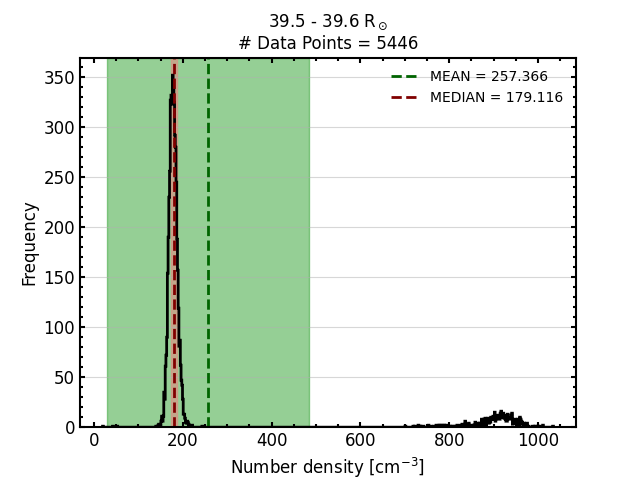 39.5 - 39.6 R⊙
# Data Points = 5446
MEAN = 257.366
MEDIAN = 179.116
350
300
250
200
150
100
50
0
Frequency
0 200 400 600 800 1000
Number density [cm⁻³]